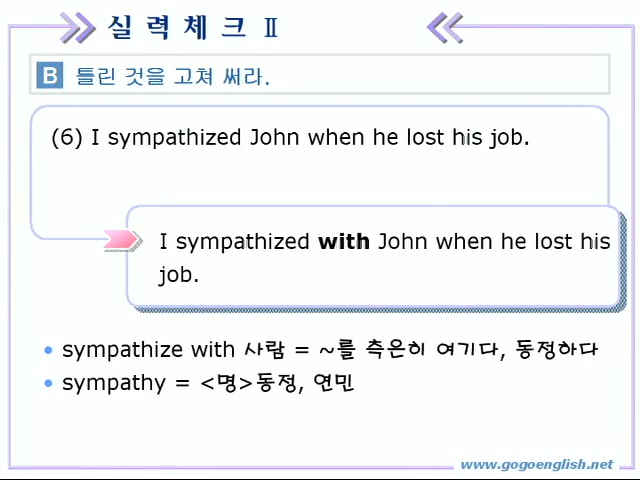 실 력 체 크 Ⅱ
B 틀린 것을 고쳐 써라.
(6) I sympathized John when he lost his job.
I sympathized with John when he lost his
job.
• sympathize with 사람 = ~를 측은히 여기다, 동정하다
• sympathy = <명>동정, 연민
www.gogoenglish.net